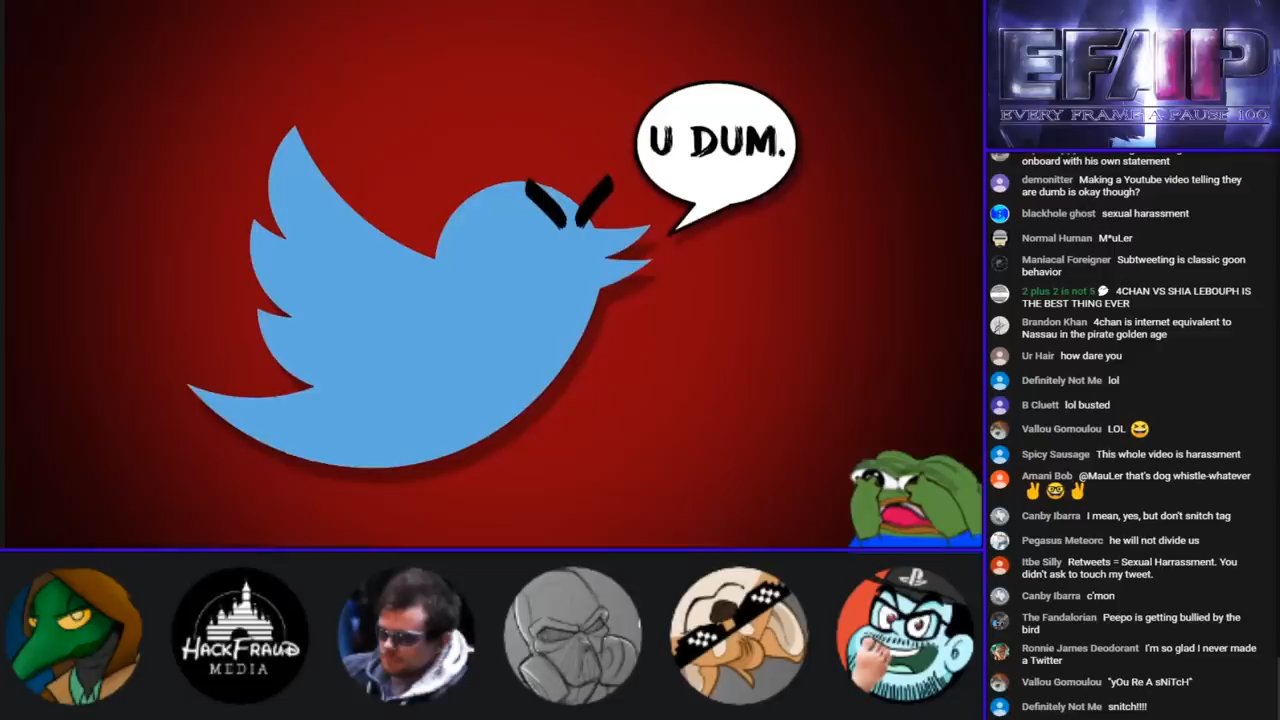 U DUM.
EFAP
EVERY FRAME A PAUSE 100
onboard with his own statement
demonitter Making a Youtube video telling they
are dumb is okay though?
blackhole ghost sexual harassment
Normal Human M*uLer
Maniacal Foreigner Subtweeting is classic goon
behavior
2 plus 2 is not 5 4CHAN VS SHIA LEBOUPH IS
THE BEST THING EVER
Brandon Khan 4chan is internet equivalent to
Nassau in the pirate golden age
Ur Hair how dare you
Definitely Not Me lol
B Cluett lol busted
Vallou Gomoulou LOL 😆
Spicy Sausage This whole video is harassment
Amani Bob @MauLer that's dog whistle-whatever
✌🤓✌
Canby Ibarra I mean, yes, but don't snitch tag
Pegasus Meteorc he will not divide us
Itbe Silly Retweets = Sexual Harrassment. You
didn't ask to touch my tweet.
Canby Ibarra c'mon
The Fandalorian Peepo is getting bullied by the
bird
Ronnie James Deodorant I'm so glad I never made
a Twitter
Vallou Gomoulou "yOu Re A sNiTcH"
Definitely Not Me snitch!!!!
HACKFRAUD
MEDIA